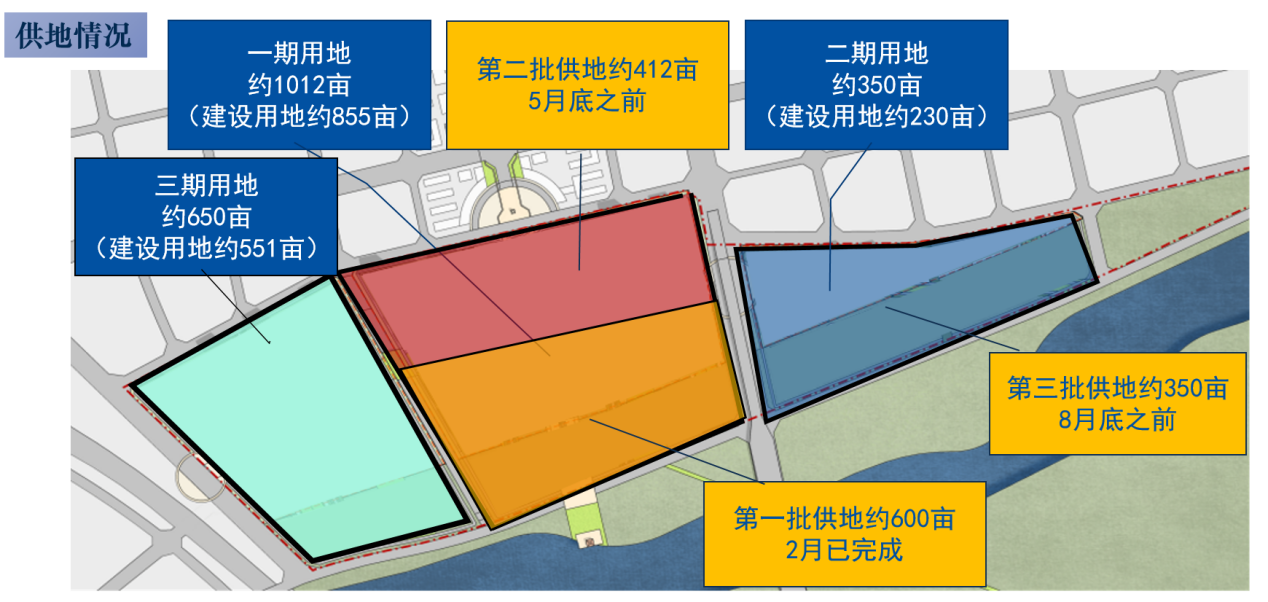 供地情况
一期用地
约1012亩
（建设用地约855亩）
第二批供地约412亩
5月底之前
二期用地
约350亩
（建设用地约230亩）
三期用地
约650亩
（建设用地约551亩）
第三批供地约350亩
8月底之前
第一批供地约600亩
2月已完成